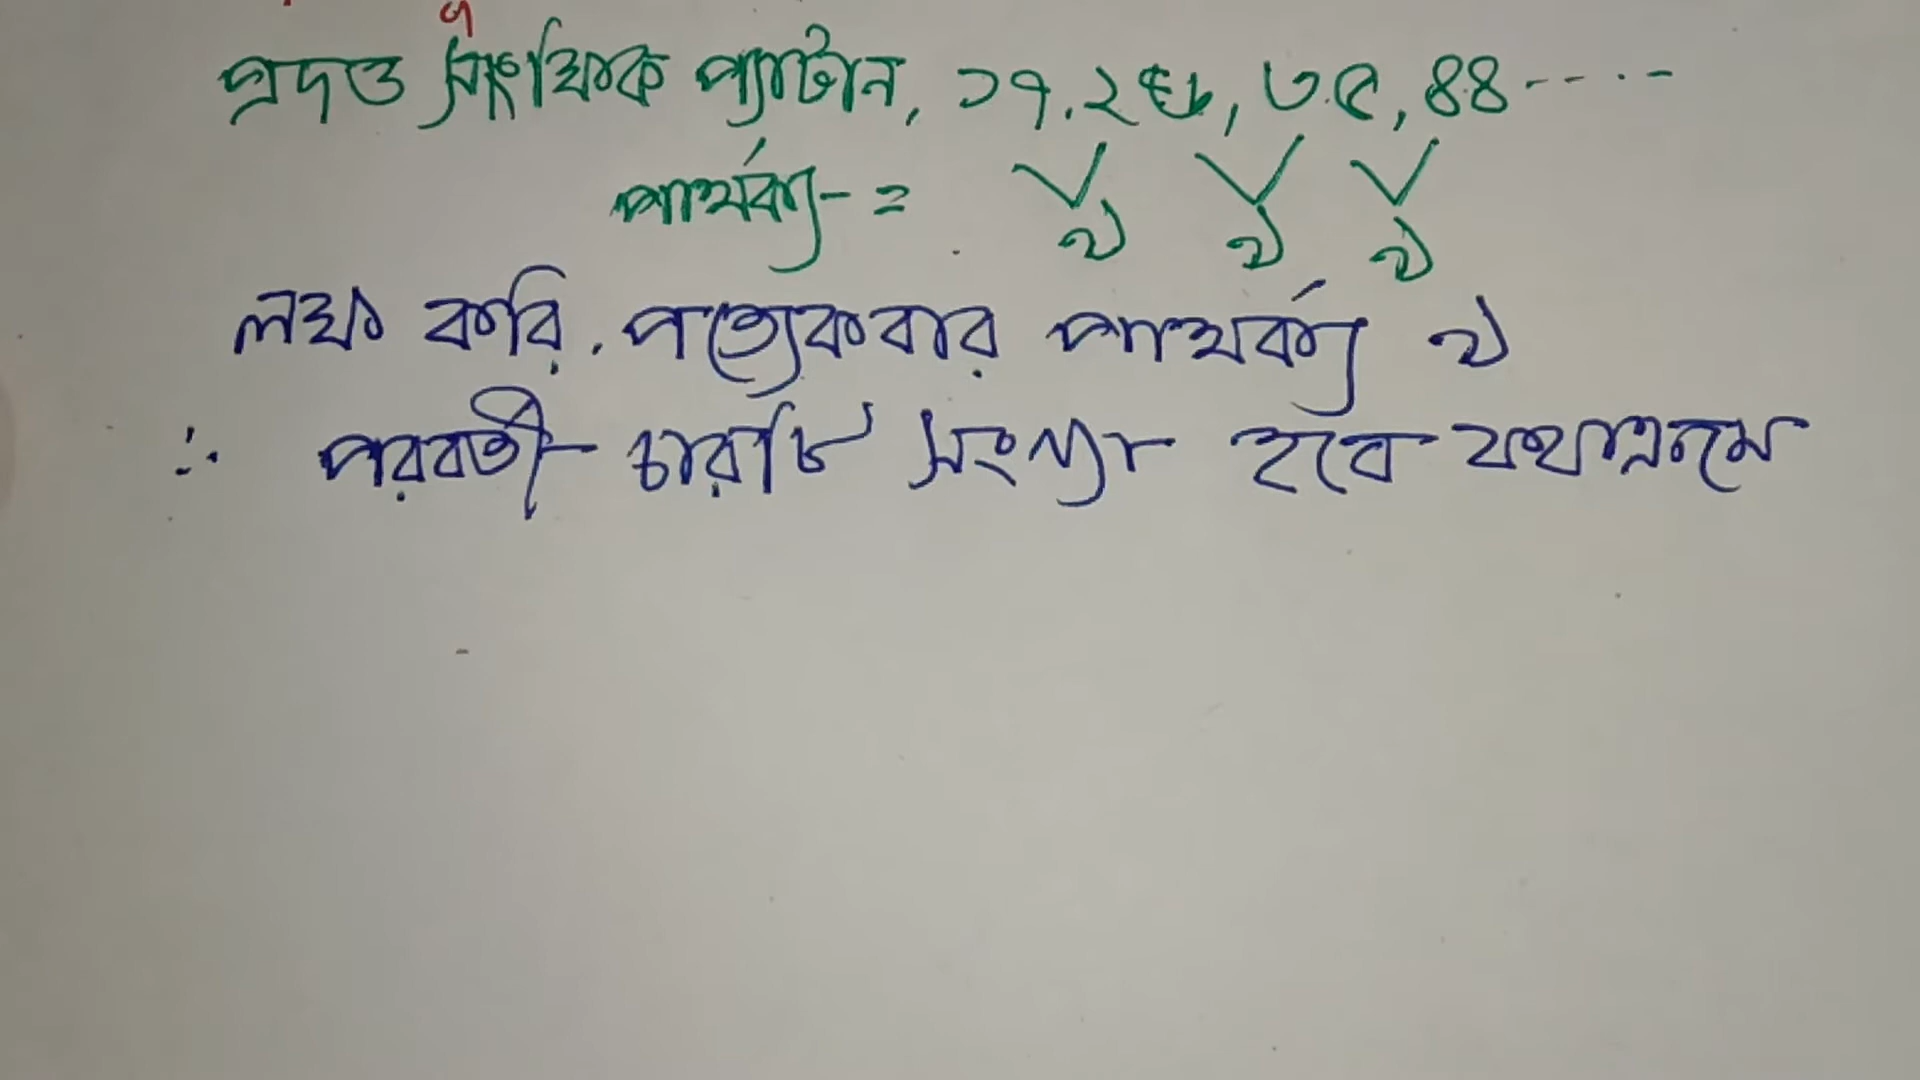 প্রদত্ত সাংখ্যিক প্যাটার্ন, ১৭, ২৬, ৩৫, ৪৪----
পার্থক্য = ৯ ৯ ৯
লক্ষ্য করি, প্রত্যেকবার পার্থক্য ৯
∴ পরবর্তী চারটি সংখ্যা হবে যথাক্রমে